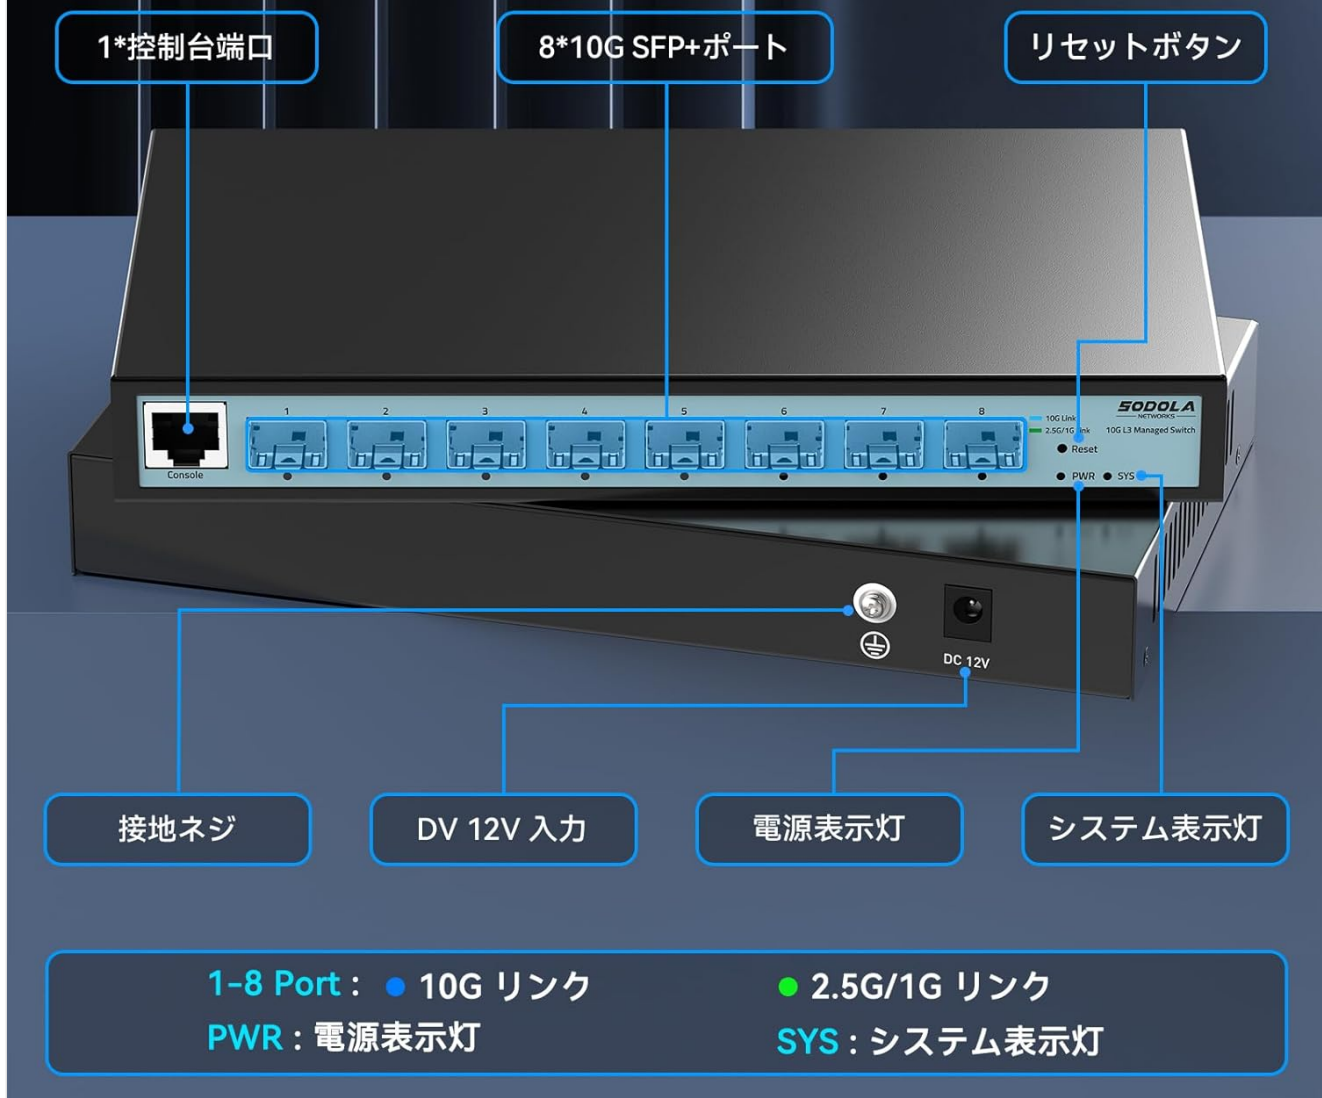 1*控制台端口
8*10G SFP+ポート
リセットボタン
1 2 3 4 5 6 7 8
10G Link
2.5G/1G Link
SODOLA
NETWORKS
10G L3 Managed Switch
Reset
Console
PWR
SYS
DC 12V
接地ネジ
DV 12V 入力
電源表示灯
システム表示灯
1-8 Port : 10G リンク
2.5G/1G リンク
PWR : 電源表示灯
SYS : システム表示灯